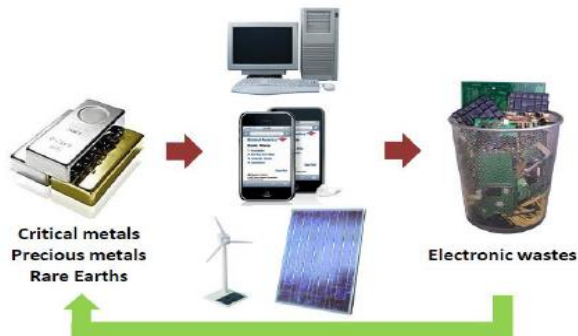 Critical metals
Precious metals
Rare Earths
Electronic wastes